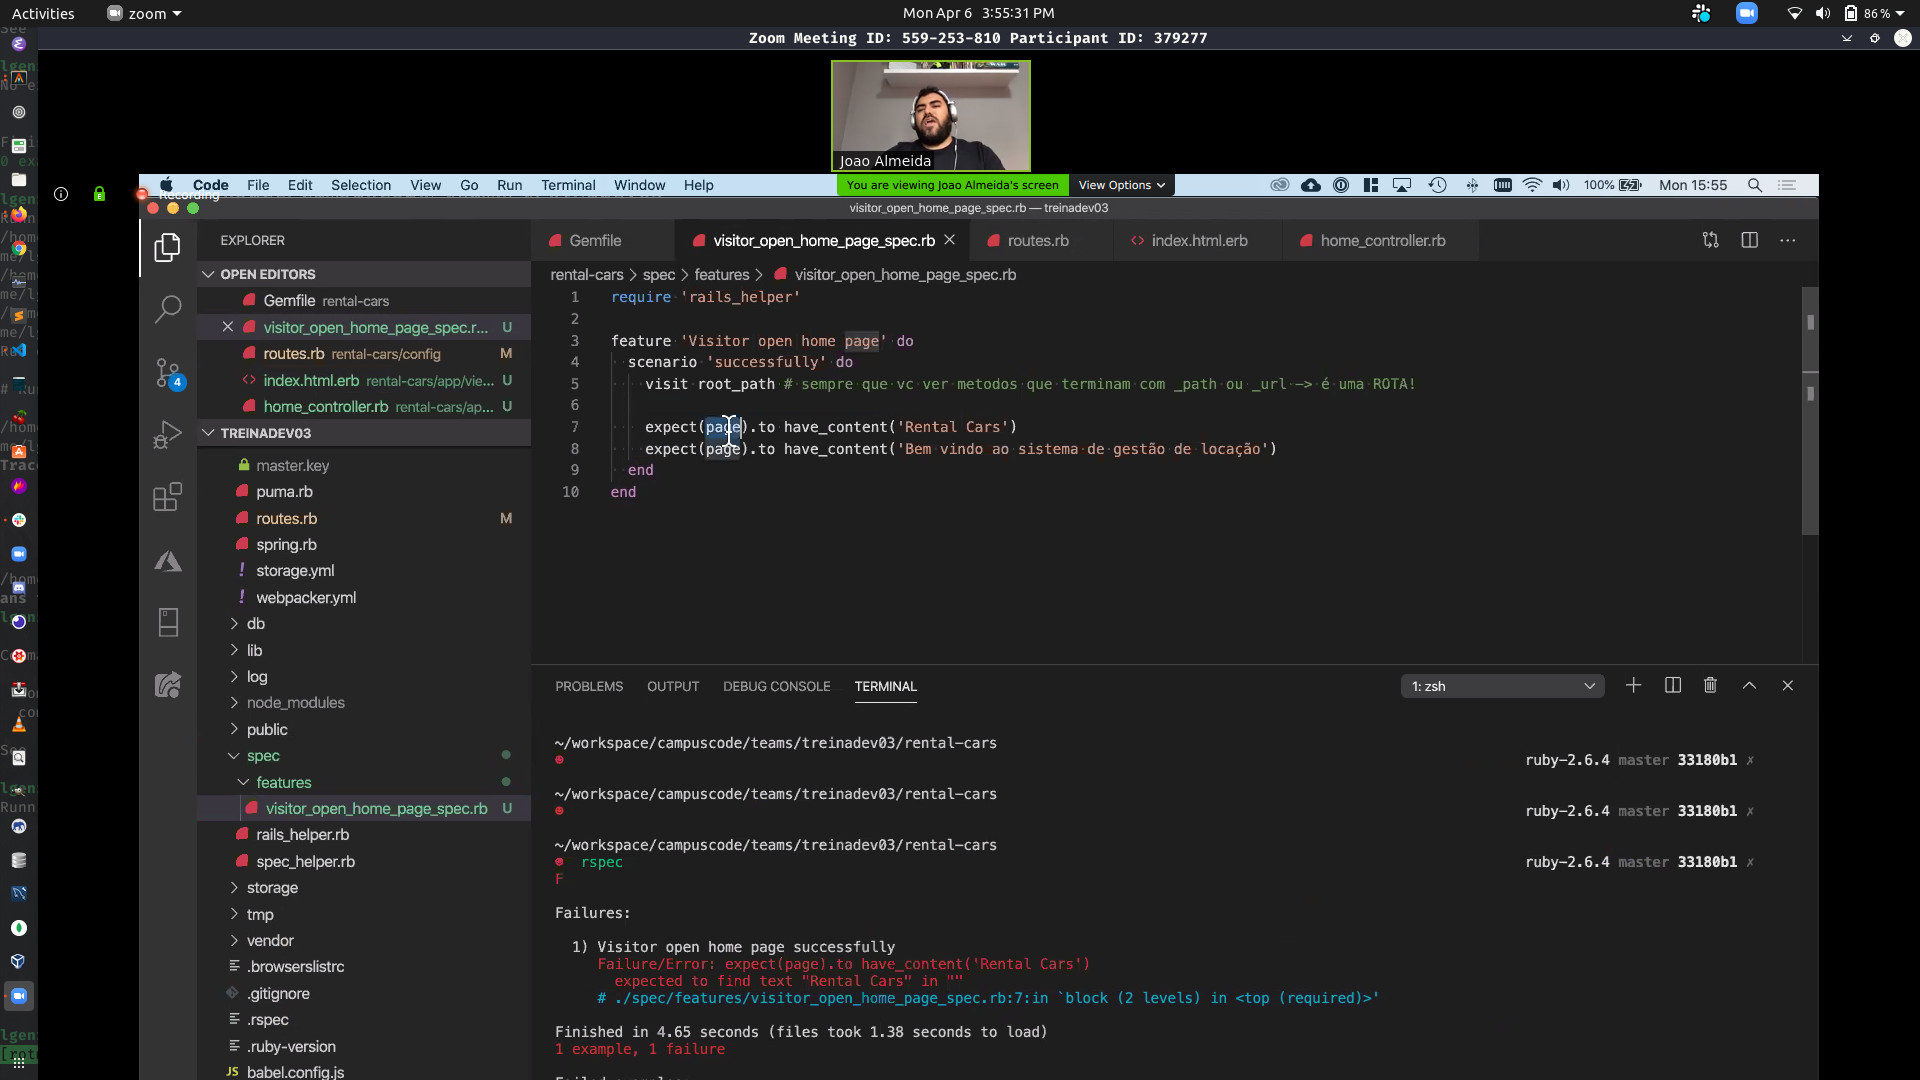 Activities
zoom
Mon Apr 6 3:55:31 PM
86 %
Zoom Meeting ID: 559-253-810 Participant ID: 379277
Joao Almeida
Recording
Code File Edit Selection View Go Run Terminal Window Help
You are viewing Joao Almeida's screen
View Options
100%
Mon 15:55
visitor_open_home_page_spec.rb — treinadev03
EXPLORER
Gemfile
visitor_open_home_page_spec.rb
routes.rb
index.html.erb
home_controller.rb
OPEN EDITORS
Gemfile rental-cars
visitor_open_home_page_spec.r... U
routes.rb rental-cars/config M
index.html.erb rental-cars/app/vie... U
home_controller.rb rental-cars/ap... U
4
TREINADEV03
master.key
puma.rb
routes.rb M
spring.rb
storage.yml
webpacker.yml
db
lib
log
node_modules
public
spec
features
visitor_open_home_page_spec.rb U
rails_helper.rb
spec_helper.rb
storage
tmp
vendor
.browserslistrc
.gitignore
.rspec
.ruby-version
JS babel.config.js
rental-cars > spec > features > visitor_open_home_page_spec.rb
1 require 'rails_helper'
2
3 feature 'Visitor open home page' do
4 scenario 'successfully' do
5 visit root_path # sempre que vc ver metodos que terminam com _path ou _url —> é uma ROTA!
6
7 expect(page).to have_content('Rental Cars')
8 expect(page).to have_content('Bem vindo ao sistema de gestão de locação')
9 end
10 end
PROBLEMS OUTPUT DEBUG CONSOLE TERMINAL
1: zsh
~/workspace/campuscode/teams/treinadev03/rental-cars
ruby-2.6.4 master 33180b1 ✗
~/workspace/campuscode/teams/treinadev03/rental-cars
ruby-2.6.4 master 33180b1 ✗
~/workspace/campuscode/teams/treinadev03/rental-cars
rspec ruby-2.6.4 master 33180b1 ✗
F
Failures:
1) Visitor open home page successfully
Failure/Error: expect(page).to have_content('Rental Cars')
expected to find text "Rental Cars" in ""
# ./spec/features/visitor_open_home_page_spec.rb:7:in `block (2 levels) in <top (required)>'
Finished in 4.65 seconds (files took 1.38 seconds to load)
1 example, 1 failure